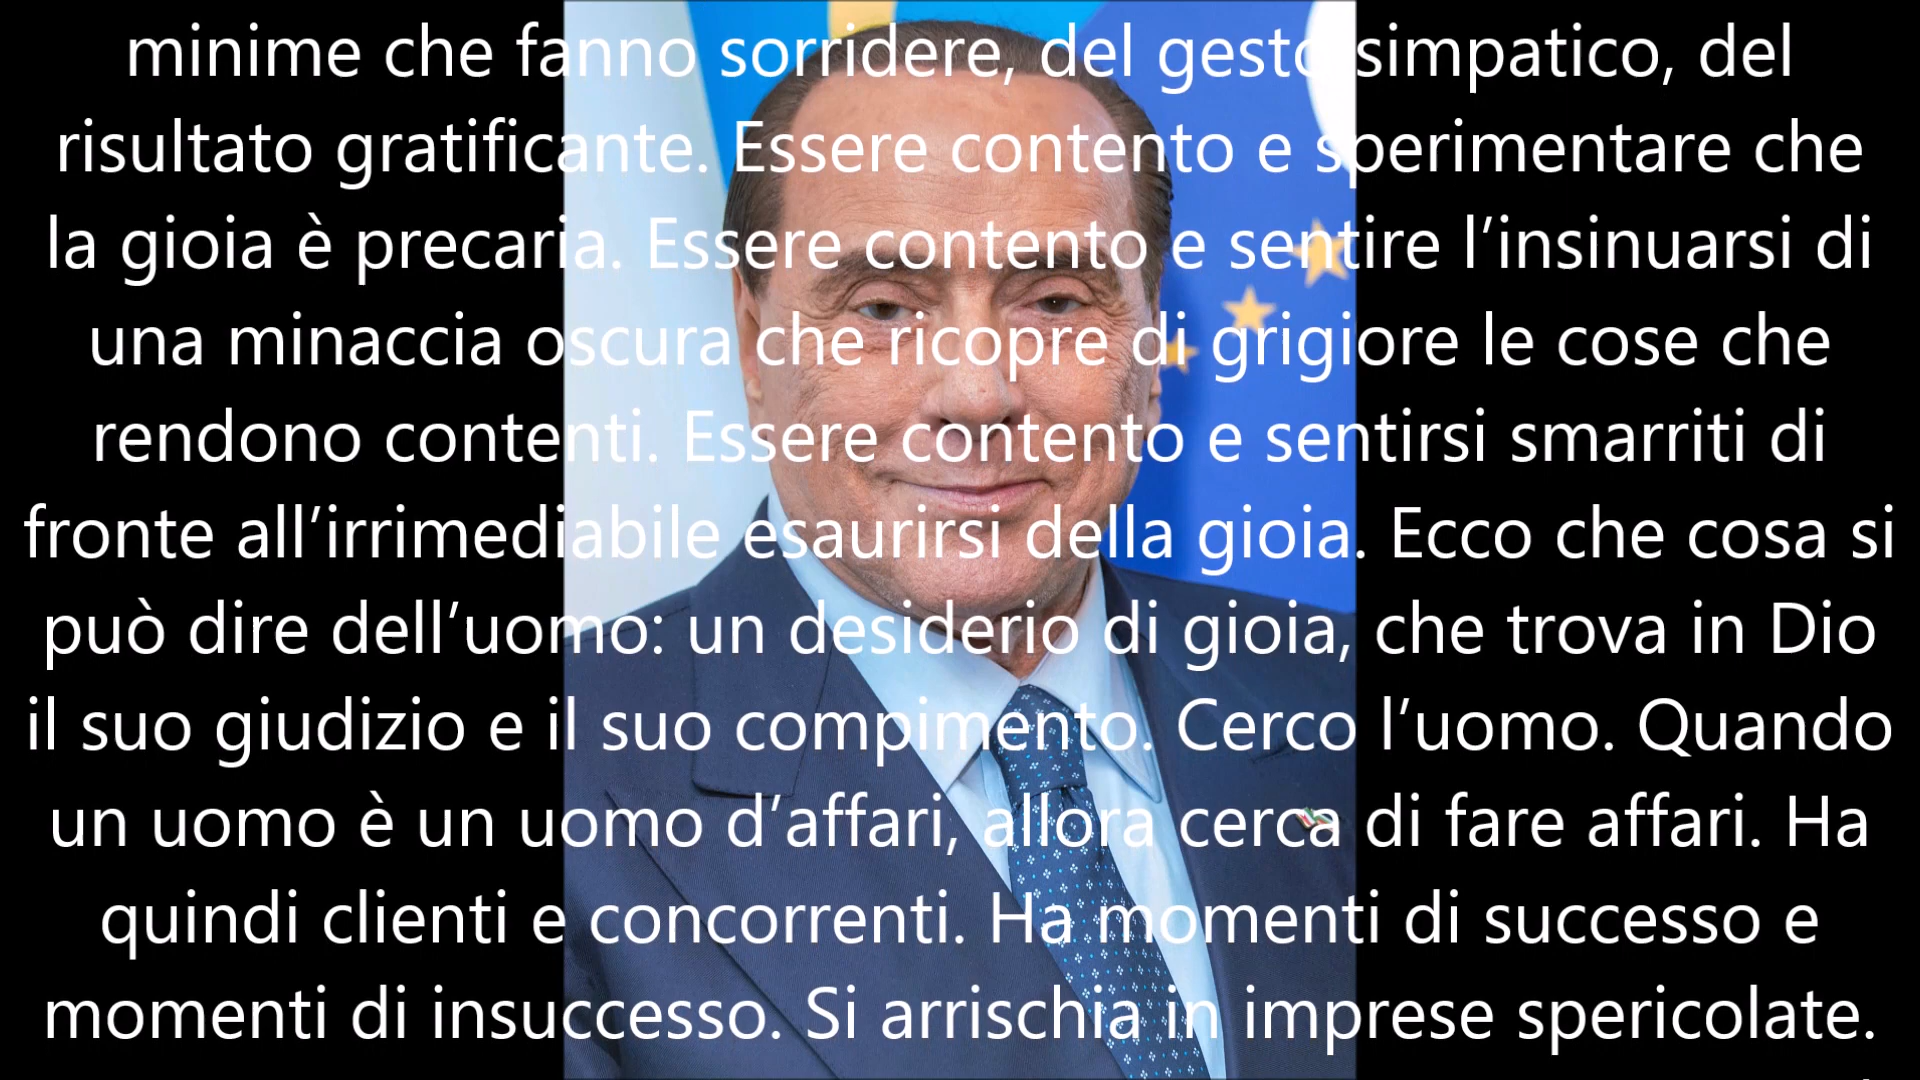 minime che fanno sorridere, del gesto simpatico, del
risultato gratificante. Essere contento e sperimentare che
la gioia è precaria. Essere contento e sentire l’insinuarsi di
una minaccia oscura che ricopre di grigiore le cose che
rendono contenti. Essere contento e sentirsi smarriti di
fronte all’irrimediabile esaurirsi della gioia. Ecco che cosa si
può dire dell’uomo: un desiderio di gioia, che trova in Dio
il suo giudizio e il suo compimento. Cerco l’uomo. Quando
un uomo è un uomo d’affari, allora cerca di fare affari. Ha
quindi clienti e concorrenti. Ha momenti di successo e
momenti di insuccesso. Si arrischia in imprese spericolate.